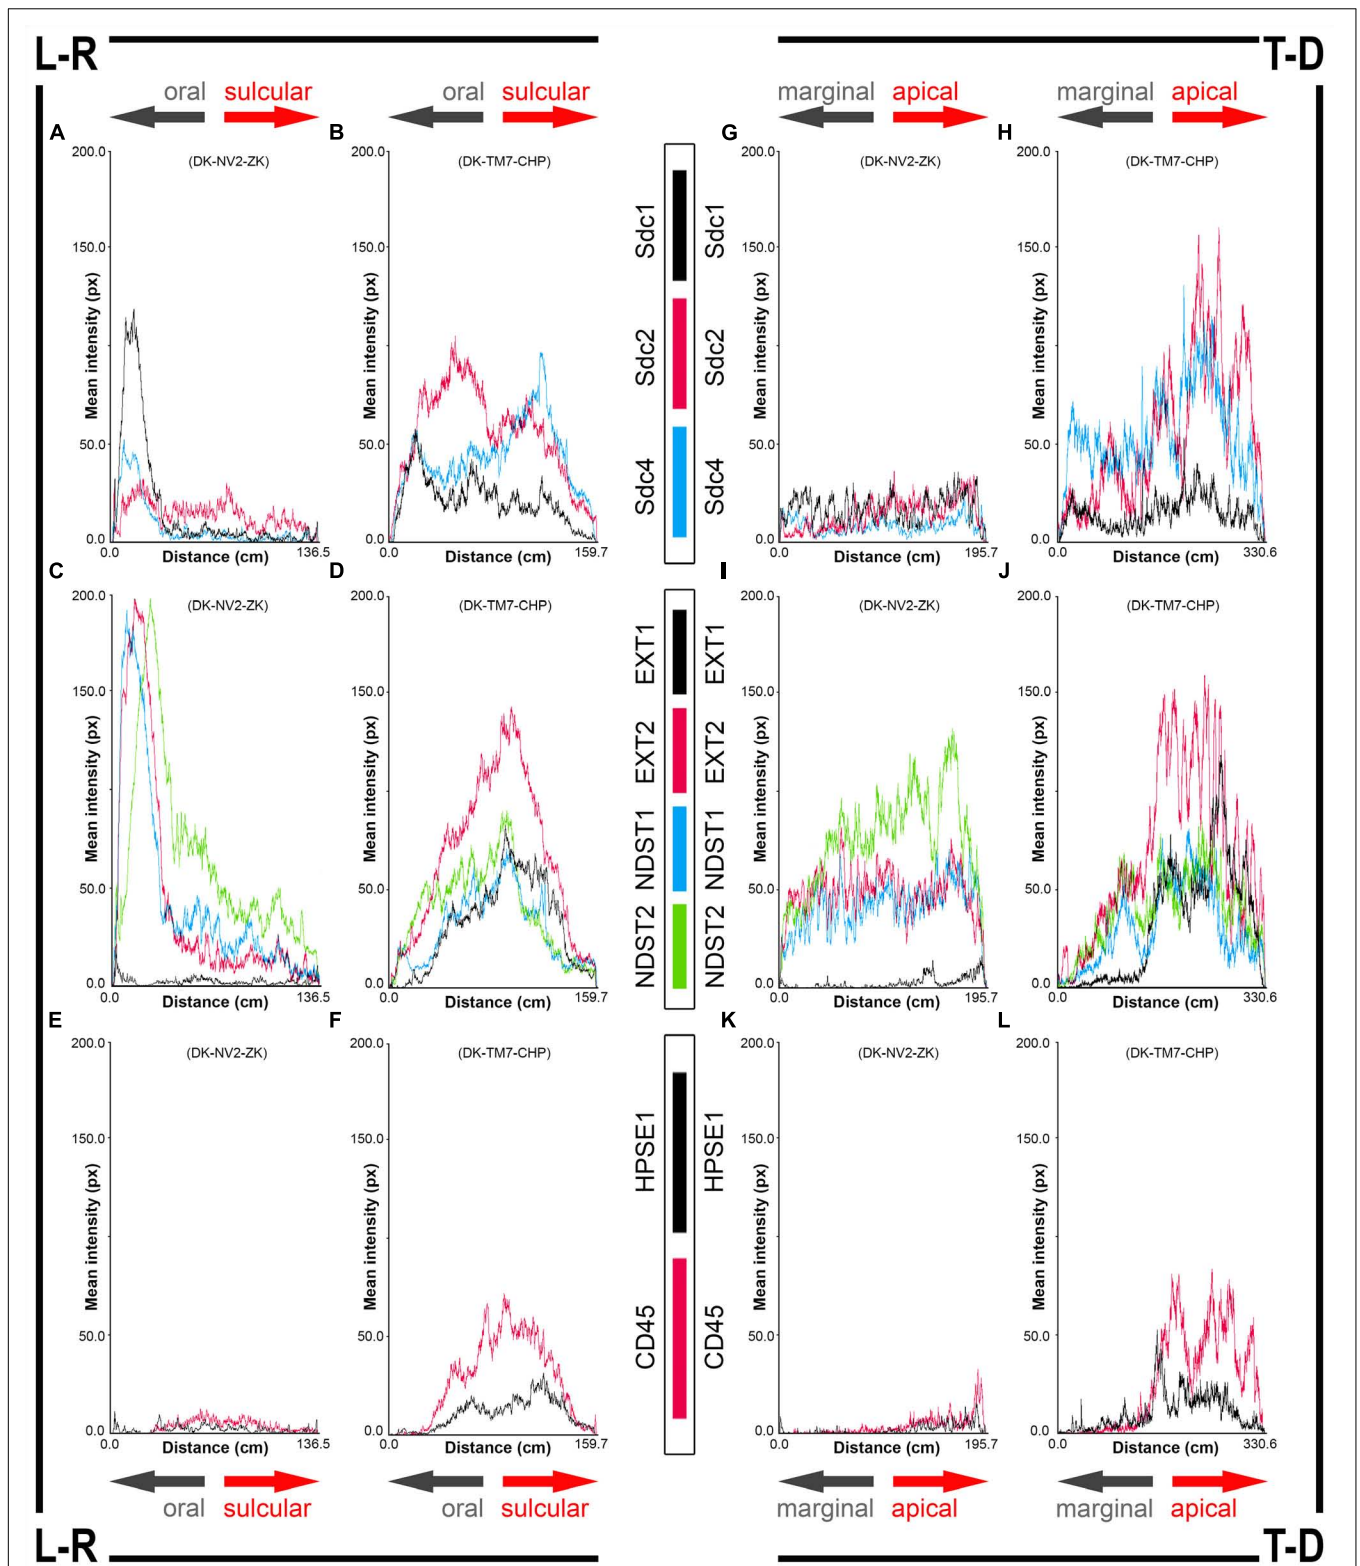 L-R
T-D
oral sulcular
oral sulcular
marginal apical
marginal apical
A
(DK-NV2-ZK)
200.0
150.0
50.0
0.0
Mean intensity (px)
0.0
Distance (cm)
136.5
B
(DK-TM7-CHP)
200.0
150.0
50.0
0.0
Mean intensity (px)
0.0
Distance (cm)
159.7
Sdc1
Sdc2
Sdc4
Sdc1
Sdc2
Sdc4
G
(DK-NV2-ZK)
200.0
150.0
50.0
0.0
Mean intensity (px)
0.0
Distance (cm)
195.7
H
(DK-TM7-CHP)
200.0
150.0
50.0
0.0
Mean intensity (px)
0.0
Distance (cm)
330.6
C
(DK-NV2-ZK)
200.0
150.0
50.0
0.0
Mean intensity (px)
0.0
Distance (cm)
136.5
D
(DK-TM7-CHP)
200.0
150.0
50.0
0.0
Mean intensity (px)
0.0
Distance (cm)
159.7
EXT1
EXT2
NDST1
NDST2
EXT1
EXT2
NDST1
NDST2
I
(DK-NV2-ZK)
200.0
150.0
50.0
0.0
Mean intensity (px)
0.0
Distance (cm)
195.7
J
(DK-TM7-CHP)
200.0
150.0
50.0
0.0
Mean intensity (px)
0.0
Distance (cm)
330.6
E
(DK-NV2-ZK)
200.0
150.0
50.0
0.0
Mean intensity (px)
0.0
Distance (cm)
136.5
F
(DK-TM7-CHP)
200.0
150.0
50.0
0.0
Mean intensity (px)
0.0
Distance (cm)
159.7
HPSE1
CD45
HPSE1
CD45
K
(DK-NV2-ZK)
200.0
150.0
50.0
0.0
Mean intensity (px)
0.0
Distance (cm)
195.7
L
(DK-TM7-CHP)
200.0
150.0
50.0
0.0
Mean intensity (px)
0.0
Distance (cm)
330.6
oral sulcular
oral sulcular
marginal apical
marginal apical
L-R
T-D